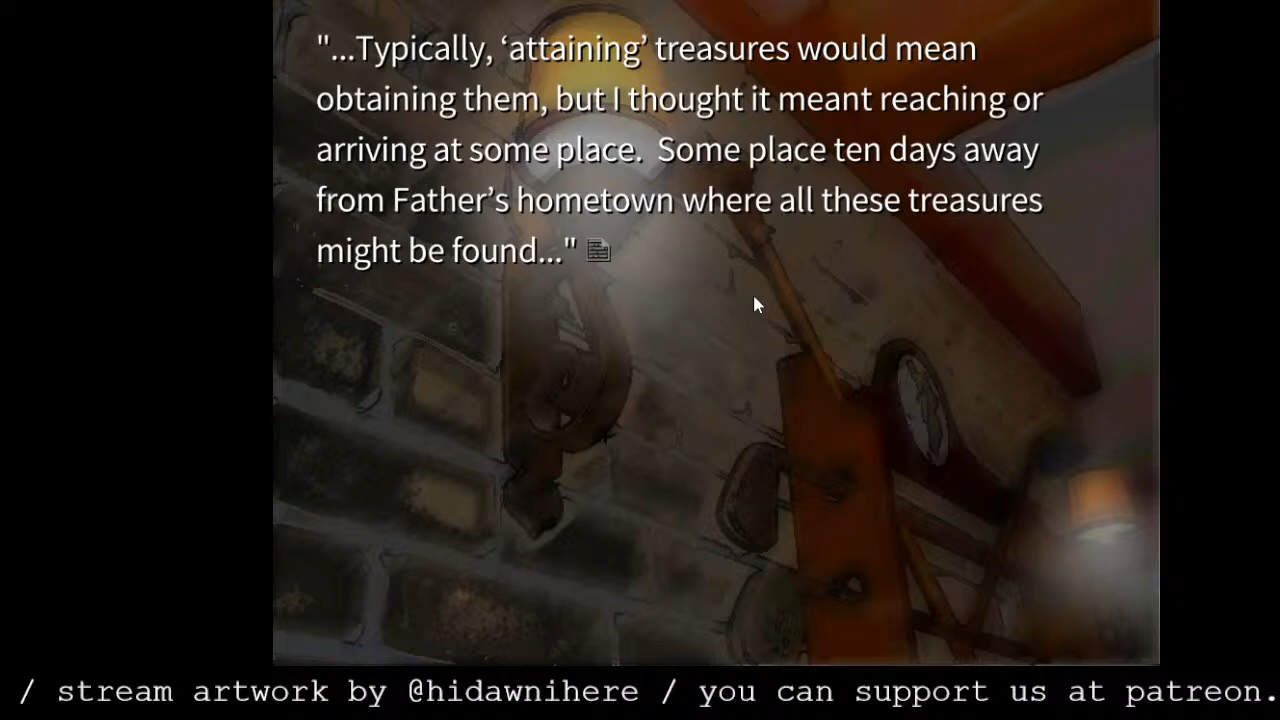 "...Typically, ‘attaining’ treasures would mean
obtaining them, but I thought it meant reaching or
arriving at some place.  Some place ten days away
from Father’s hometown where all these treasures
might be found..."
/ stream artwork by @hidawnihere / you can support us at patreon.